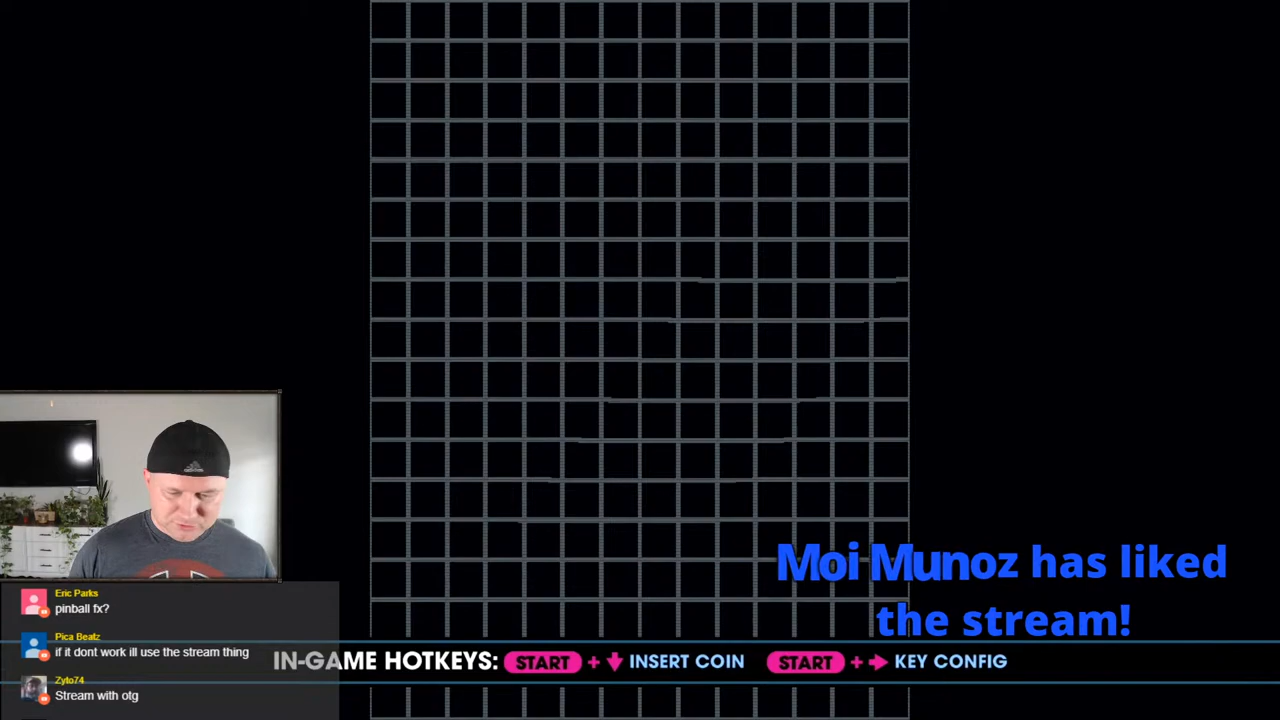 Eric Parks
pinball fx?
Pica Beatz
if it dont work ill use the stream thing
Zyto74
Stream with otg
Moi Munoz has liked
the stream!
IN-GAME HOTKEYS: START + INSERT COIN START + KEY CONFIG